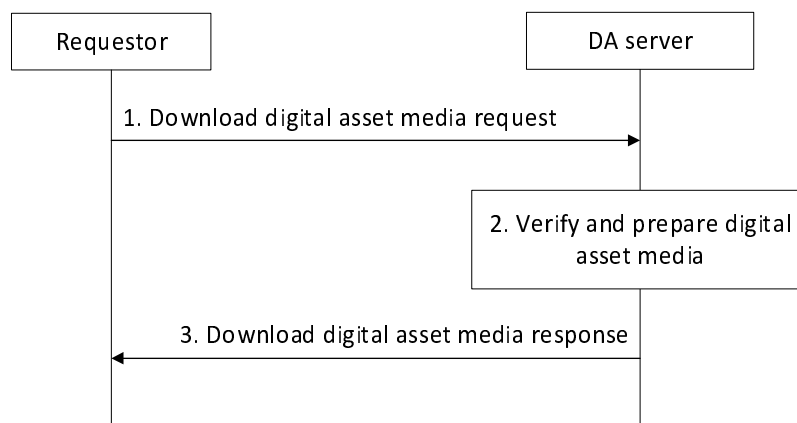 Requestor
DA server
1. Download digital asset media request
2. Verify and prepare digital
asset media
3. Download digital asset media response